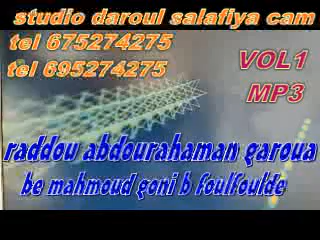 studio daroul salafiya cam
tel 675274275
VOL1
tel 695274275
MP3
raddou abdourahaman garoua
be mahmoud goni b foulfoulde